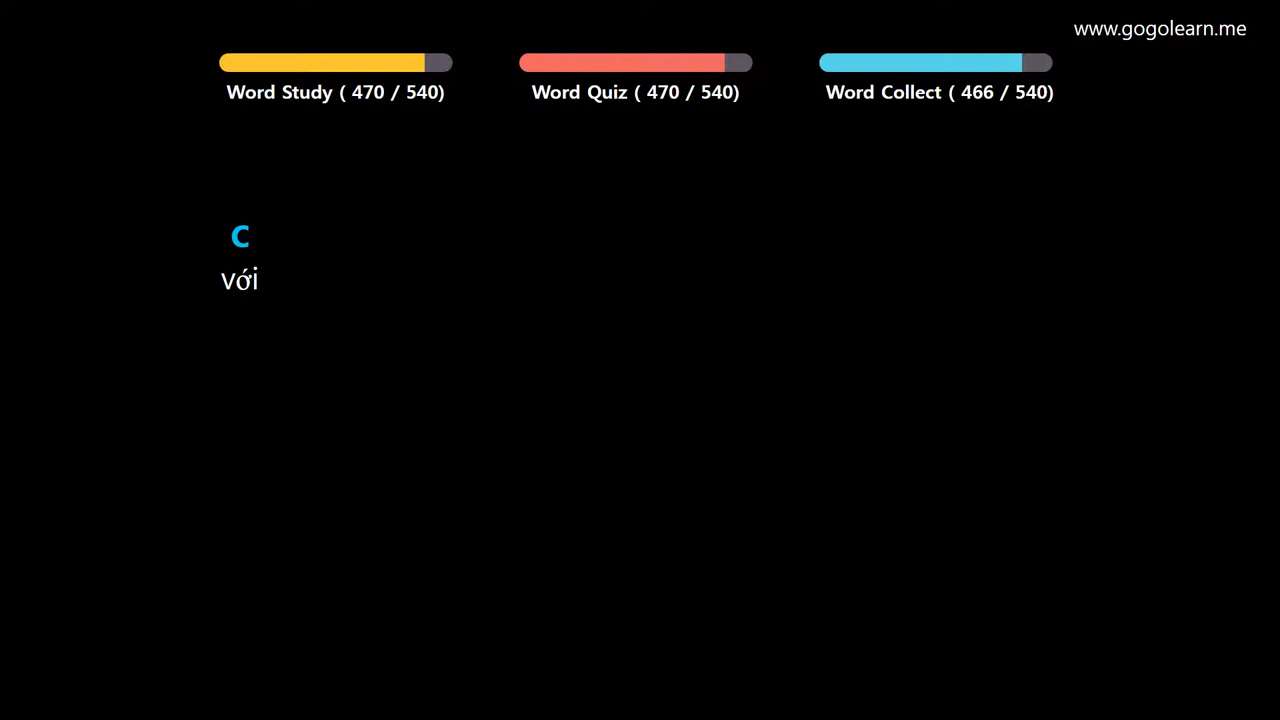 www.gogolearn.me
Word Study ( 470 / 540)
Word Quiz ( 470 / 540)
Word Collect ( 466 / 540)
с
với